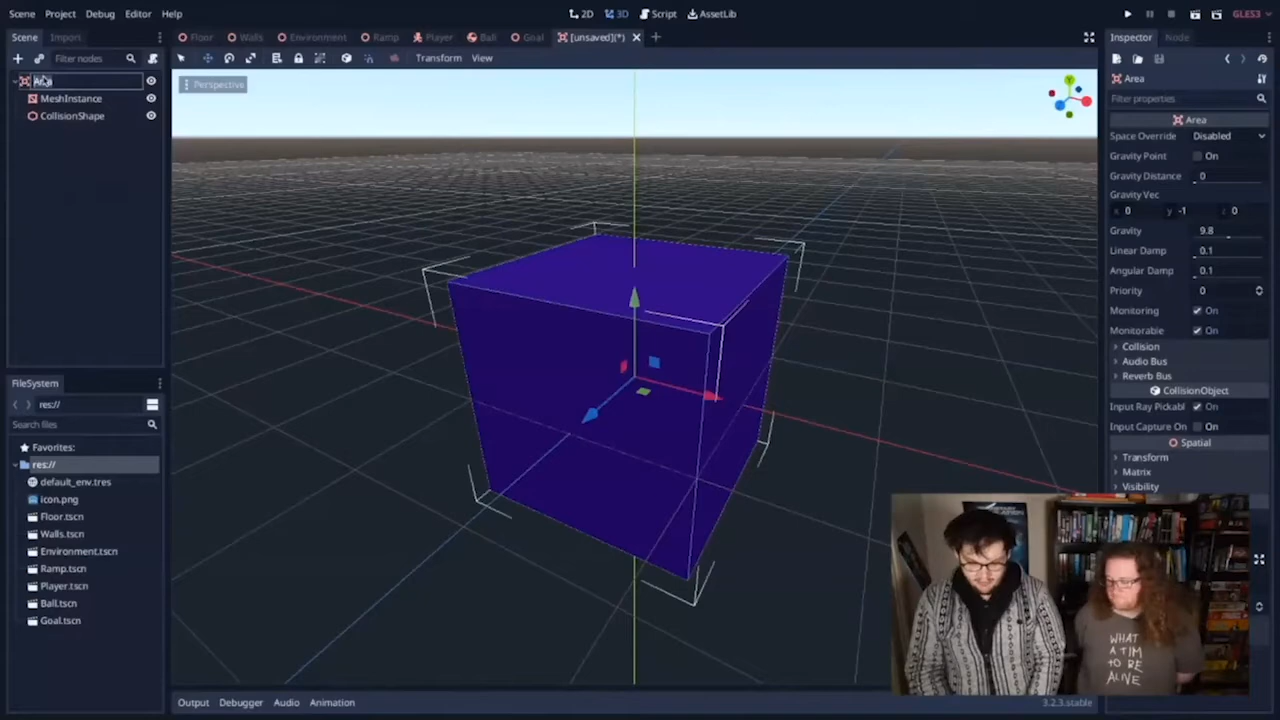 Scene Project Debug Editor Help
2D 3D Script AssetLib
GLES3
Scene Import
Floor Walls Environment Ramp Player Ball Goal [unsaved](*)
Inspector Node
Filter nodes
Transform View
Perspective
MeshInstance
CollisionShape
Y
Area
Filter properties
Area
Space Override Disabled
Gravity Point On
Gravity Distance 0
Gravity Vec
x 0 y -1 z 0
Gravity 9.8
Linear Damp 0.1
Angular Damp 0.1
Priority 0
Monitoring On
Monitorable On
Collision
Audio Bus
Reverb Bus
CollisionObject
Input Ray Pickabl On
Input Capture On On
Spatial
Transform
Matrix
Visibility
FileSystem
res://
Search files
Favorites:
res://
default_env.tres
icon.png
Floor.tscn
Walls.tscn
Environment.tscn
Ramp.tscn
Player.tscn
Ball.tscn
Goal.tscn
WHAT
A TIM
TO BE
ALIVE
Output Debugger Audio Animation
3.2.3.stable